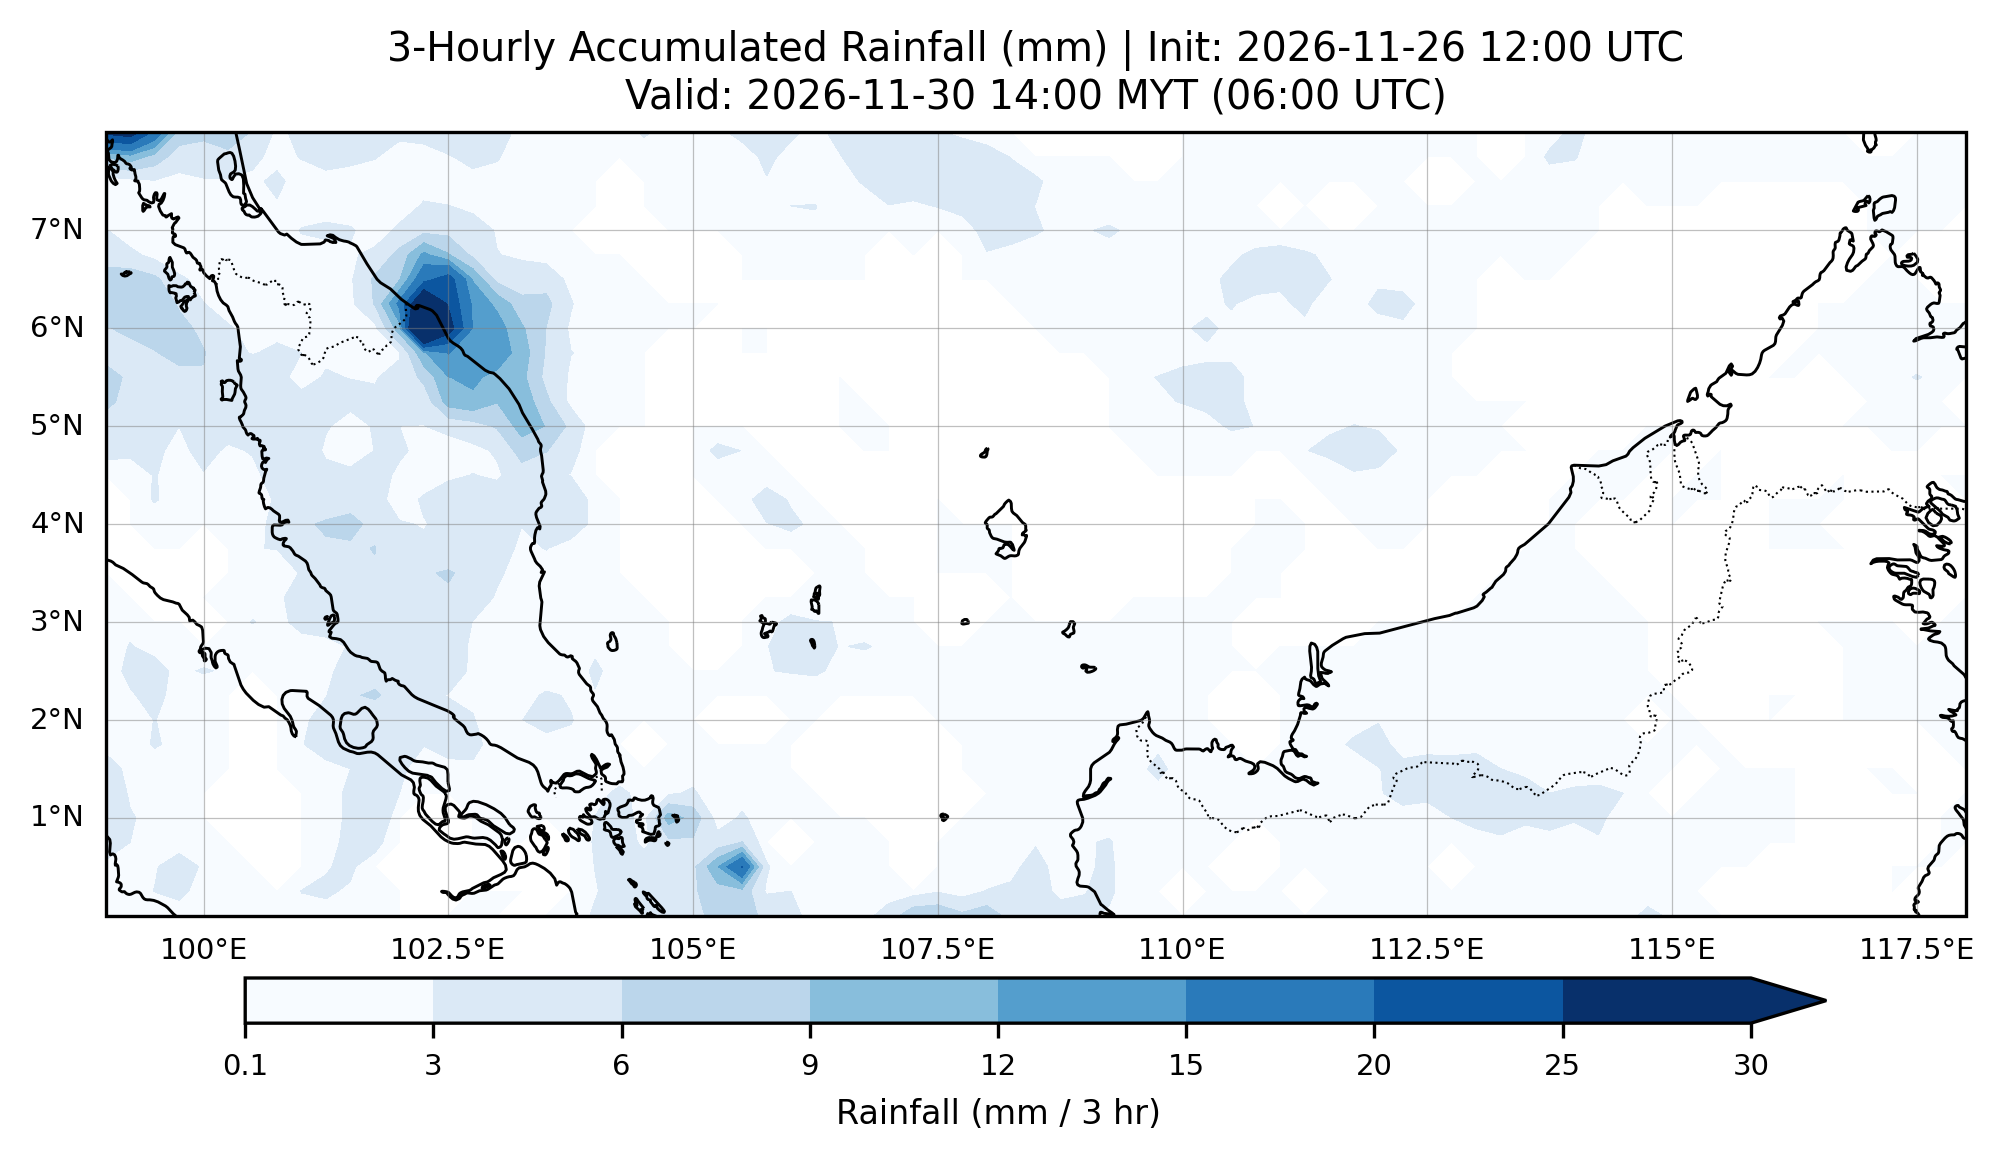 3-Hourly Accumulated Rainfall (mm) | Init: 2026-11-26 12:00 UTC
Valid: 2026-11-30 14:00 MYT (06:00 UTC)
7°N
6°N
5°N
4°N
3°N
2°N
1°N
100°E 102.5°E 105°E 107.5°E 110°E 112.5°E 115°E 117.5°E
0.1 3 6 9 12 15 20 25 30
Rainfall (mm / 3 hr)